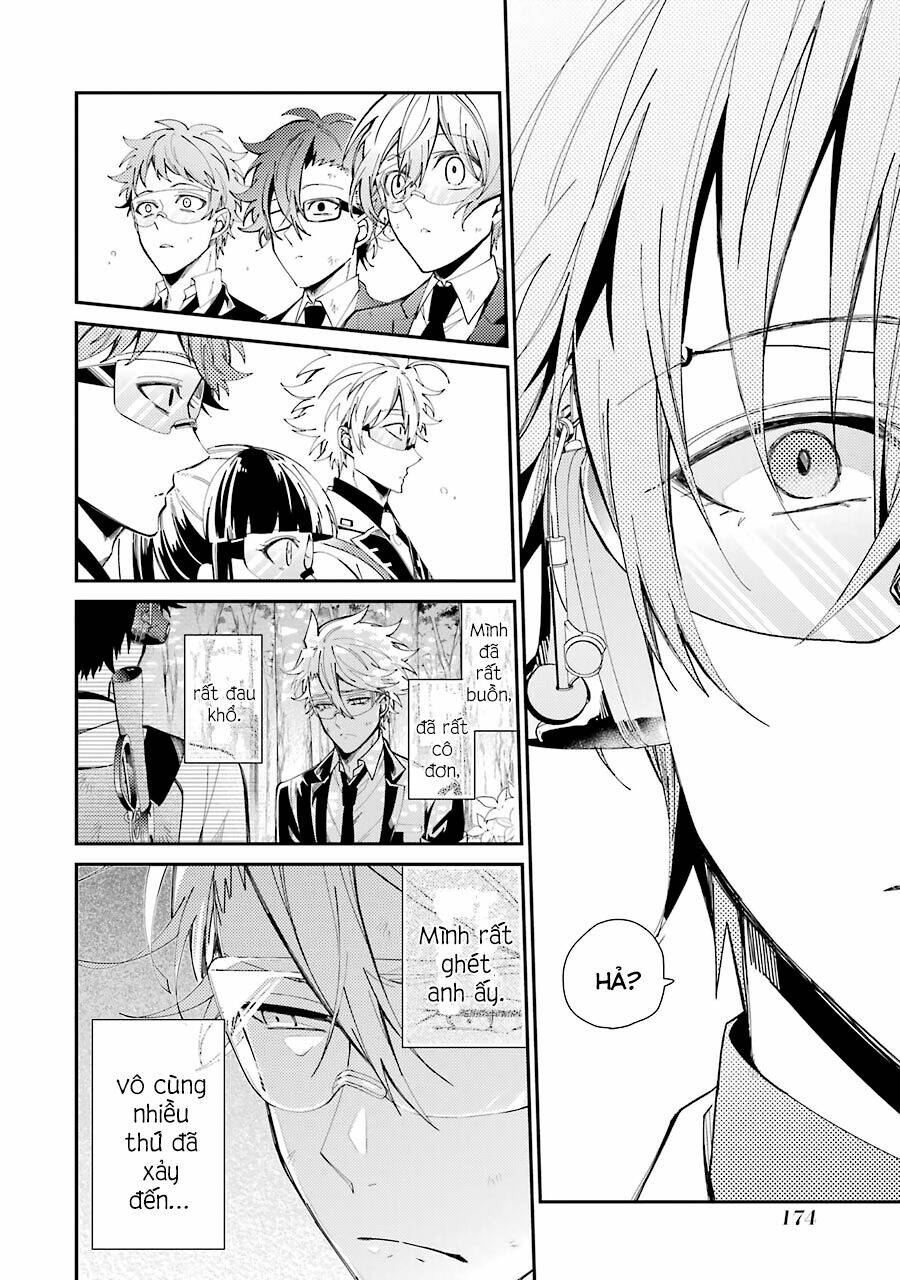 HẢ?
Mình
đã
rất
buồn,
đã rất
cô
đơn,
rất đau
khổ.
Mình rất
ghét
anh ấy.
vô cùng
nhiều
thứ đã
xảy
đến...
174